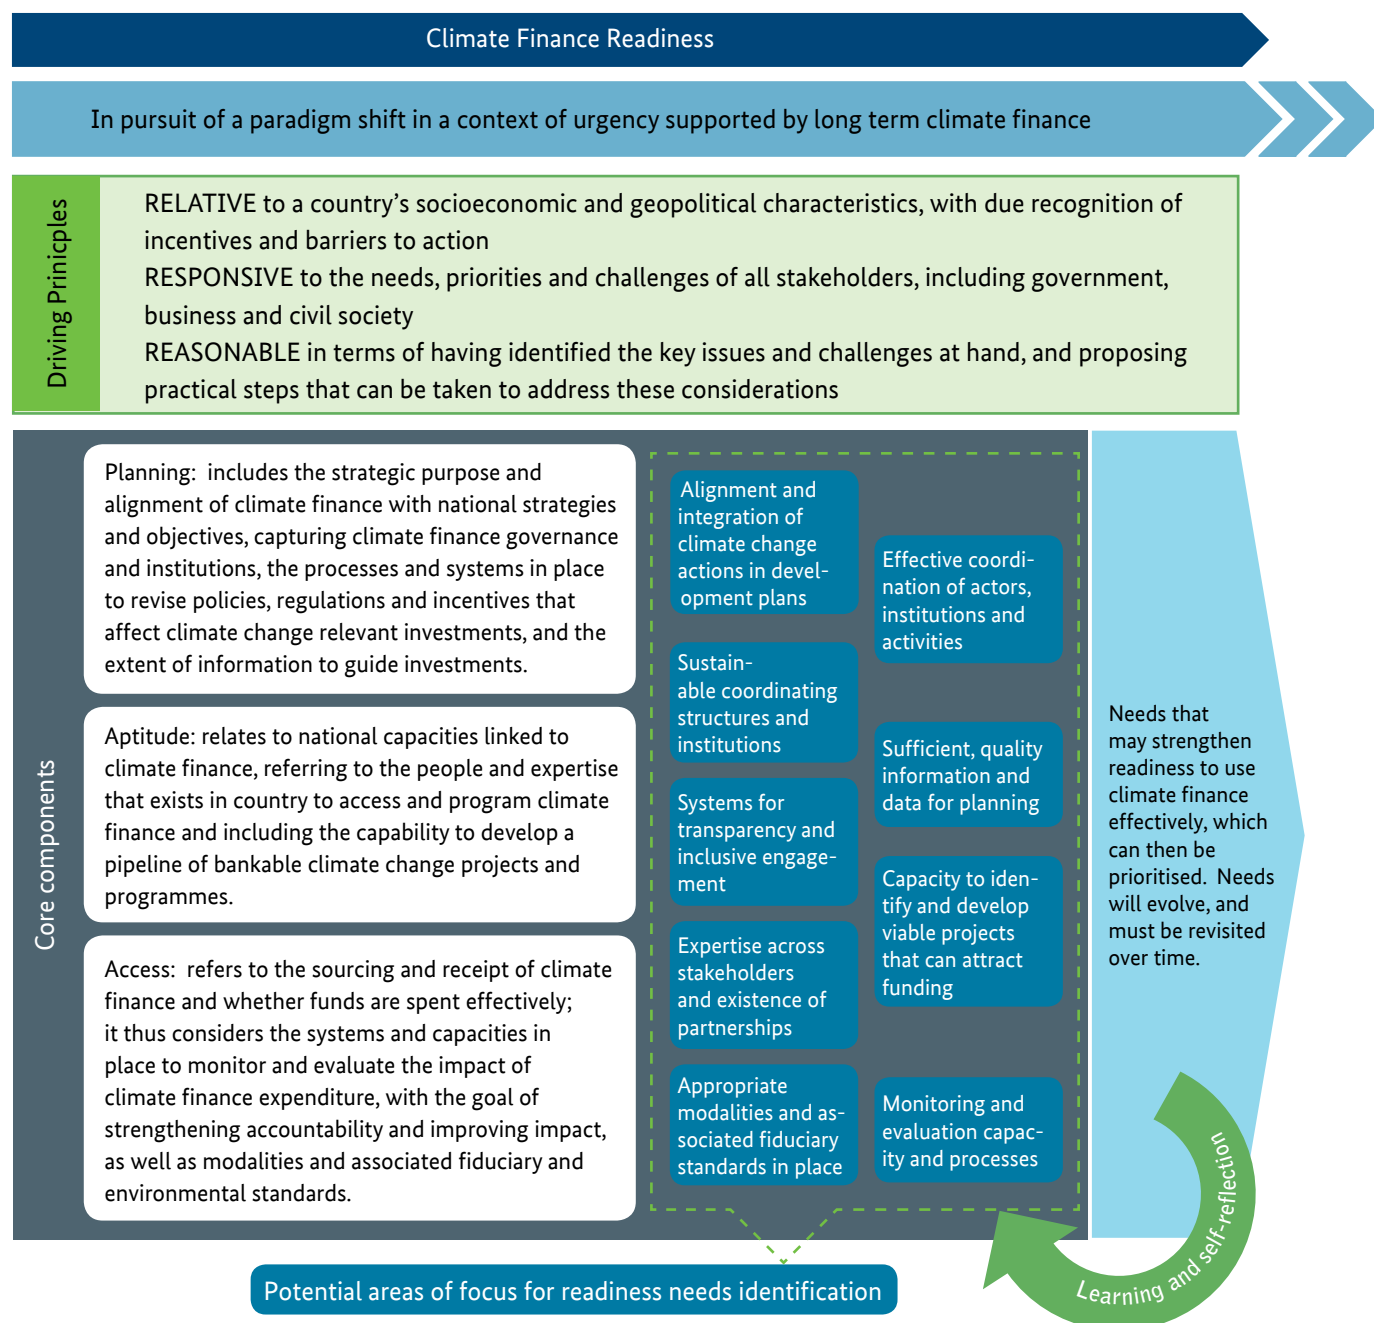 Climate Finance Readiness
In pursuit of a paradigm shift in a context of urgency supported by long term climate finance
Driving Prinicples
RELATIVE to a country’s socioeconomic and geopolitical characteristics, with due recognition of
incentives and barriers to action
RESPONSIVE to the needs, priorities and challenges of all stakeholders, including government,
business and civil society
REASONABLE in terms of having identified the key issues and challenges at hand, and proposing
practical steps that can be taken to address these considerations
Core components
Planning: includes the strategic purpose and
alignment of climate finance with national strategies
and objectives, capturing climate finance governance
and institutions, the processes and systems in place
to revise policies, regulations and incentives that
affect climate change relevant investments, and the
extent of information to guide investments.
Aptitude: relates to national capacities linked to
climate finance, referring to the people and expertise
that exists in country to access and program climate
finance and including the capability to develop a
pipeline of bankable climate change projects and
programmes.
Access: refers to the sourcing and receipt of climate
finance and whether funds are spent effectively;
it thus considers the systems and capacities in
place to monitor and evaluate the impact of
climate finance expenditure, with the goal of
strengthening accountability and improving impact,
as well as modalities and associated fiduciary and
environmental standards.
Alignment and
integration of
climate change
actions in devel-
opment plans
Sustain-
able coordinating
structures and
institutions
Systems for
transparency and
inclusive engage-
ment
Expertise across
stakeholders
and existence of
partnerships
Appropriate
modalities and as-
sociated fiduciary
standards in place
Effective coordi-
nation of actors,
institutions and
activities
Sufficient, quality
information and
data for planning
Capacity to iden-
tify and develop
viable projects
that can attract
funding
Monitoring and
evaluation capac-
ity and processes
Needs that
may strengthen
readiness to use
climate finance
effectively, which
can then be
prioritised. Needs
will evolve, and
must be revisited
over time.
Learning and self-reflection
Potential areas of focus for readiness needs identification